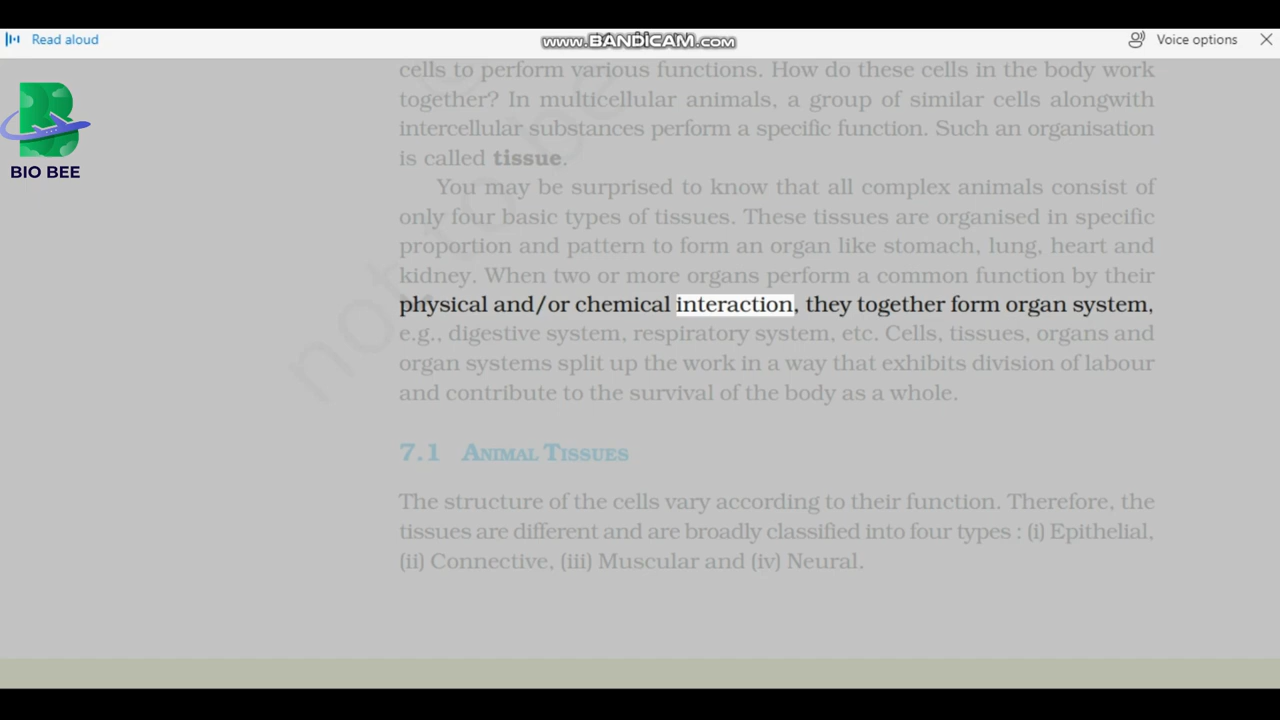 Read aloud
www.BANDICAM.com
Voice options
cells to perform various functions. How do these cells in the body work
together? In multicellular animals, a group of similar cells alongwith
intercellular substances perform a specific function. Such an organisation
is called tissue.
BIO BEE
You may be surprised to know that all complex animals consist of
only four basic types of tissues. These tissues are organised in specific
proportion and pattern to form an organ like stomach, lung, heart and
kidney. When two or more organs perform a common function by their
physical and/or chemical interaction, they together form organ system,
e.g., digestive system, respiratory system, etc. Cells, tissues, organs and
organ systems split up the work in a way that exhibits division of labour
and contribute to the survival of the body as a whole.
7.1 ANIMAL TISSUES
The structure of the cells vary according to their function. Therefore, the
tissues are different and are broadly classified into four types : (i) Epithelial,
(ii) Connective, (iii) Muscular and (iv) Neural.
not to be